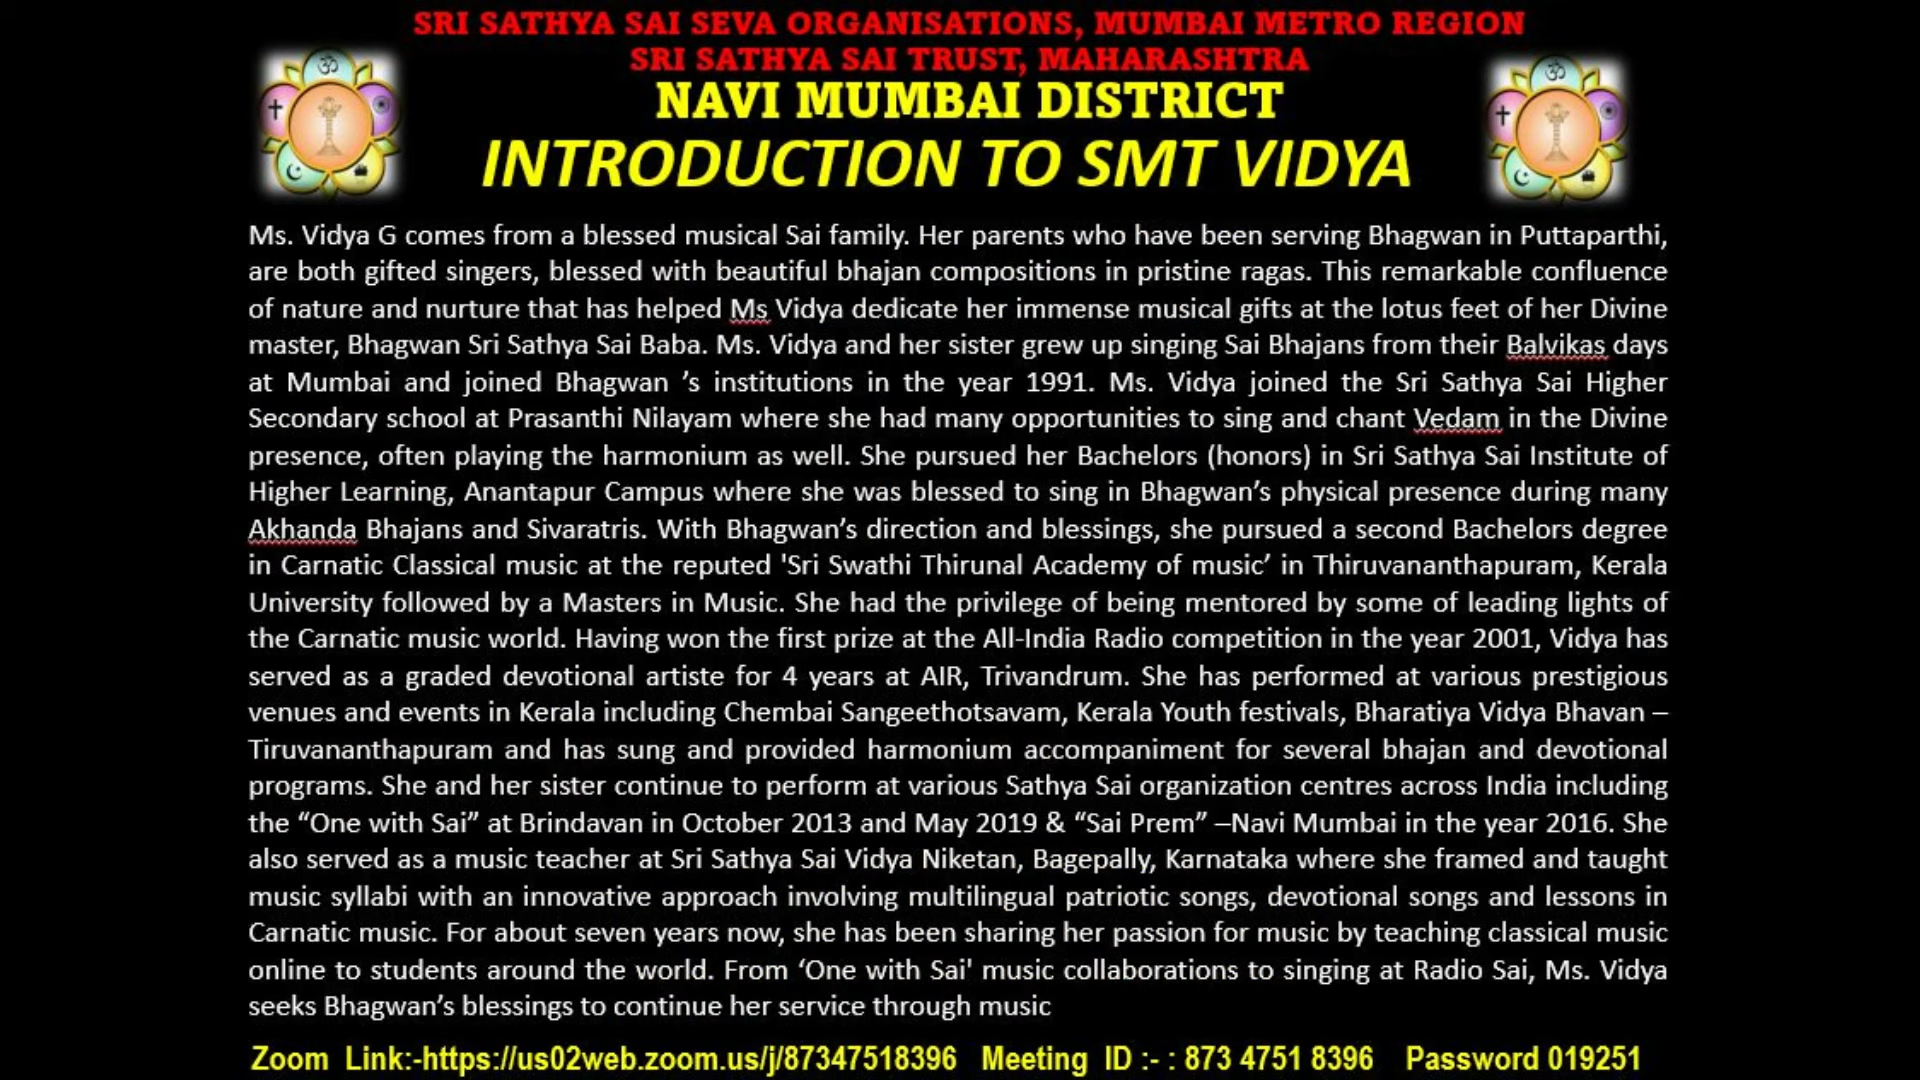 SRI SATHYA SAI SEVA ORGANISATIONS, MUMBAI METRO REGION
SRI SATHYA SAI TRUST, MAHARASHTRA
NAVI MUMBAI DISTRICT
INTRODUCTION TO SMT VIDYA
Ms. Vidya G comes from a blessed musical Sai family. Her parents who have been serving Bhagwan in Puttaparthi,
are both gifted singers, blessed with beautiful bhajan compositions in pristine ragas. This remarkable confluence
of nature and nurture that has helped Ms Vidya dedicate her immense musical gifts at the lotus feet of her Divine
master, Bhagwan Sri Sathya Sai Baba. Ms. Vidya and her sister grew up singing Sai Bhajans from their Balvikas days
at Mumbai and joined Bhagwan ’s institutions in the year 1991. Ms. Vidya joined the Sri Sathya Sai Higher
Secondary school at Prasanthi Nilayam where she had many opportunities to sing and chant Vedam in the Divine
presence, often playing the harmonium as well. She pursued her Bachelors (honors) in Sri Sathya Sai Institute of
Higher Learning, Anantapur Campus where she was blessed to sing in Bhagwan’s physical presence during many
Akhanda Bhajans and Sivaratris. With Bhagwan’s direction and blessings, she pursued a second Bachelors degree
in Carnatic Classical music at the reputed 'Sri Swathi Thirunal Academy of music’ in Thiruvananthapuram, Kerala
University followed by a Masters in Music. She had the privilege of being mentored by some of leading lights of
the Carnatic music world. Having won the first prize at the All-India Radio competition in the year 2001, Vidya has
served as a graded devotional artiste for 4 years at AIR, Trivandrum. She has performed at various prestigious
venues and events in Kerala including Chembai Sangeethotsavam, Kerala Youth festivals, Bharatiya Vidya Bhavan –
Tiruvananthapuram and has sung and provided harmonium accompaniment for several bhajan and devotional
programs. She and her sister continue to perform at various Sathya Sai organization centres across India including
the “One with Sai” at Brindavan in October 2013 and May 2019 & “Sai Prem” –Navi Mumbai in the year 2016. She
also served as a music teacher at Sri Sathya Sai Vidya Niketan, Bagepally, Karnataka where she framed and taught
music syllabi with an innovative approach involving multilingual patriotic songs, devotional songs and lessons in
Carnatic music. For about seven years now, she has been sharing her passion for music by teaching classical music
online to students around the world. From ‘One with Sai' music collaborations to singing at Radio Sai, Ms. Vidya
seeks Bhagwan’s blessings to continue her service through music
Zoom Link:-https://us02web.zoom.us/j/87347518396 Meeting ID :- : 873 4751 8396 Password 019251